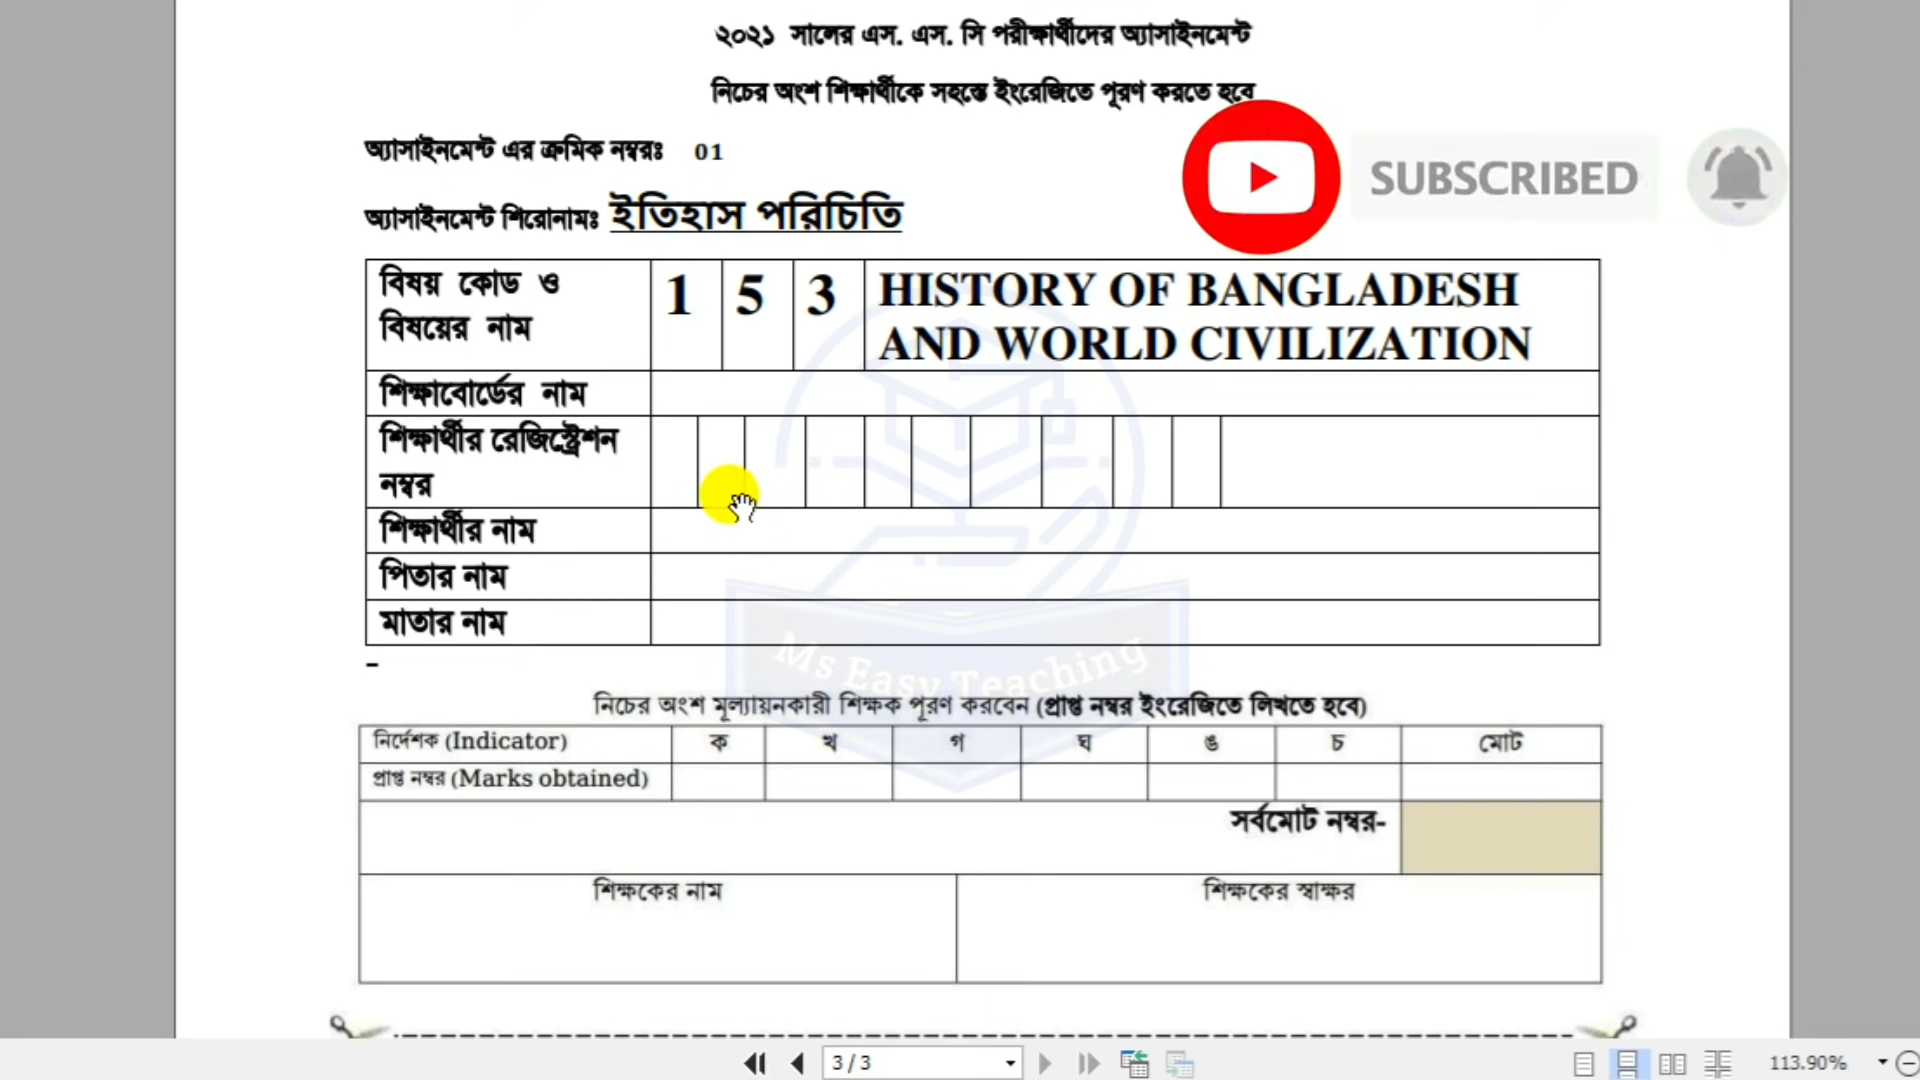 ২০২১ সালের এস. এস. সি পরীক্ষার্থীদের অ্যাসাইনমেন্ট
নিচের অংশ শিক্ষার্থীকে সহস্তে ইংরেজিতে পূরণ করতে হবে
অ্যাসাইনমেন্ট এর ক্রমিক নম্বরঃ 01
SUBSCRIBED
অ্যাসাইনমেন্ট শিরোনামঃ ইতিহাস পরিচিতি
বিষয় কোড ও
বিষয়ের নাম
1 5 3
HISTORY OF BANGLADESH
AND WORLD CIVILIZATION
শিক্ষাবোর্ডের নাম
শিক্ষার্থীর রেজিস্ট্রেশন
নম্বর
শিক্ষার্থীর নাম
পিতার নাম
মাতার নাম
Ms Easy Teaching
নিচের অংশ মূল্যায়নকারী শিক্ষক পূরণ করবেন (প্রাপ্ত নম্বর ইংরেজিতে লিখতে হবে)
নির্দেশক (Indicator) ক খ গ ঘ ঙ চ মোট
প্রাপ্ত নম্বর (Marks obtained)
সর্বমোট নম্বর-
শিক্ষকের নাম শিক্ষকের স্বাক্ষর
3 / 3
113.90%